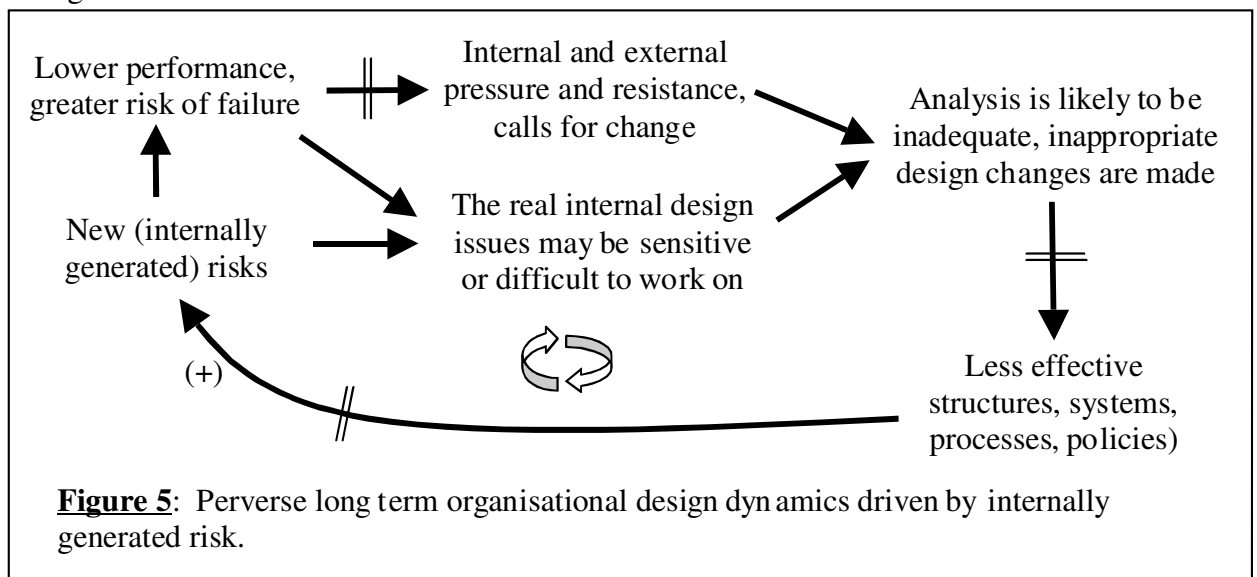 Lower performance,
greater risk of failure
Internal and external
pressure and resistance,
calls for change
Analysis is likely to be
inadequate, inappropriate
design changes are made
New (internally
generated) risks
The real internal design
issues may be sensitive
or difficult to work on
(+)
Less effective
structures, systems,
processes, policies)
Figure 5: Perverse long term organisational design dynamics driven by internally
generated risk.